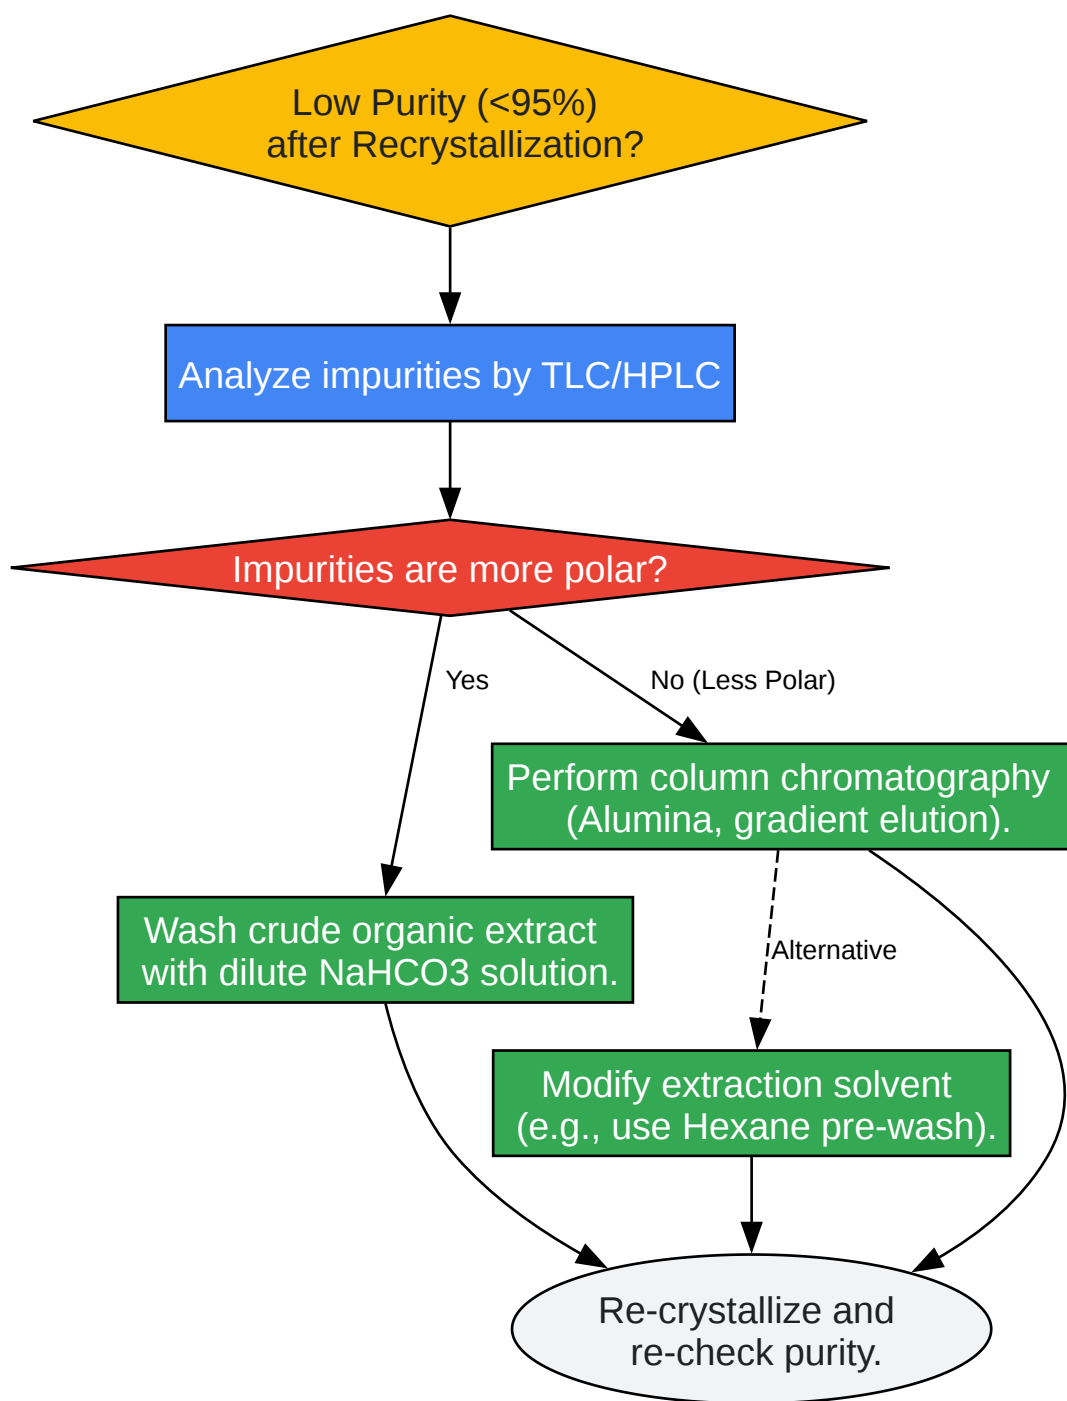 Low Purity (<95%)
after Recrystallization?
Analyze impurities by TLC/HPLC
Impurities are more polar?
Yes
No (Less Polar)
Perform column chromatography
(Alumina, gradient elution).
Wash crude organic extract
with dilute NaHCO3 solution.
Alternative
Modify extraction solvent
(e.g., use Hexane pre-wash).
Re-crystallize and
re-check purity.